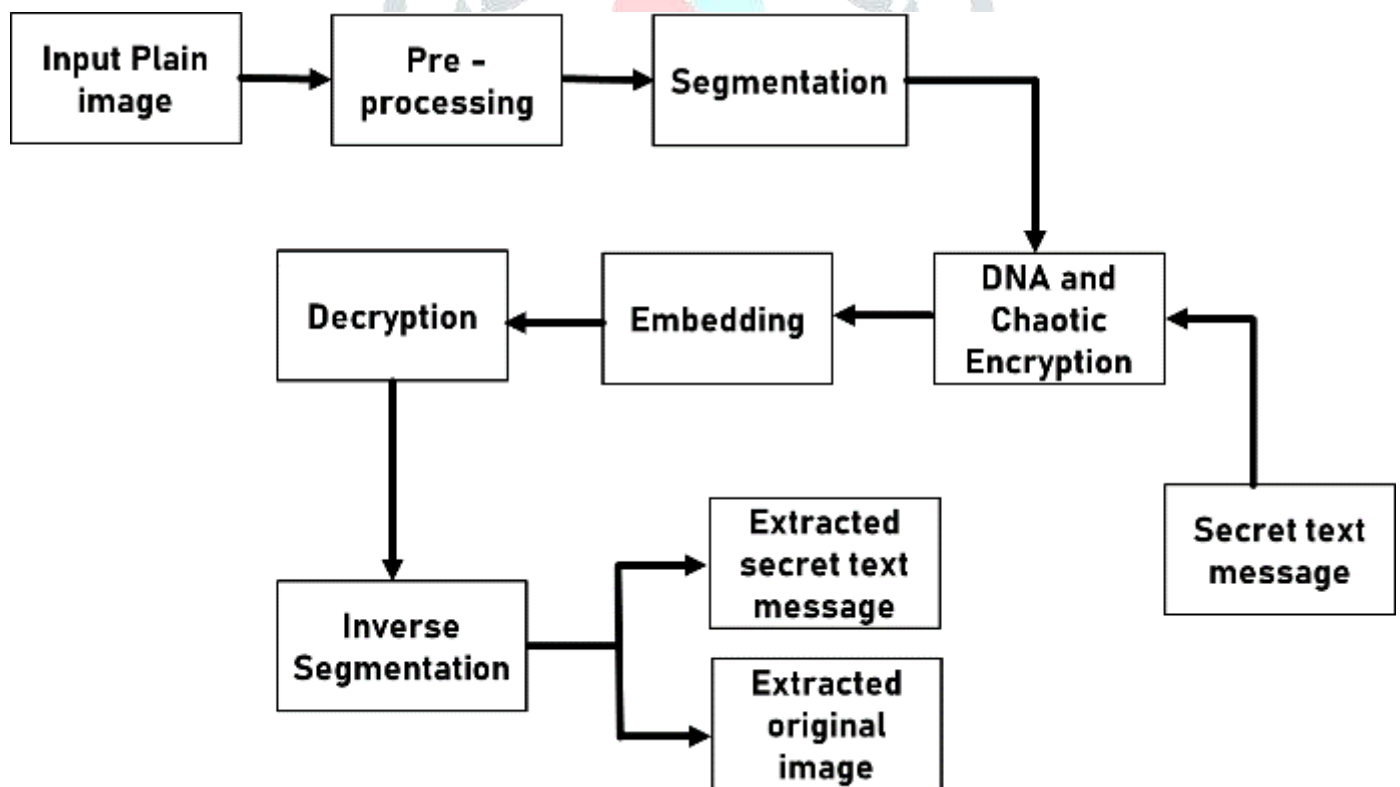 Input Plain
image
Pre -
processing
Segmentation
DNA and
Chaotic
Encryption
Embedding
Decryption
Secret text
message
Inverse
Segmentation
Extracted
secret text
message
Extracted
original
image